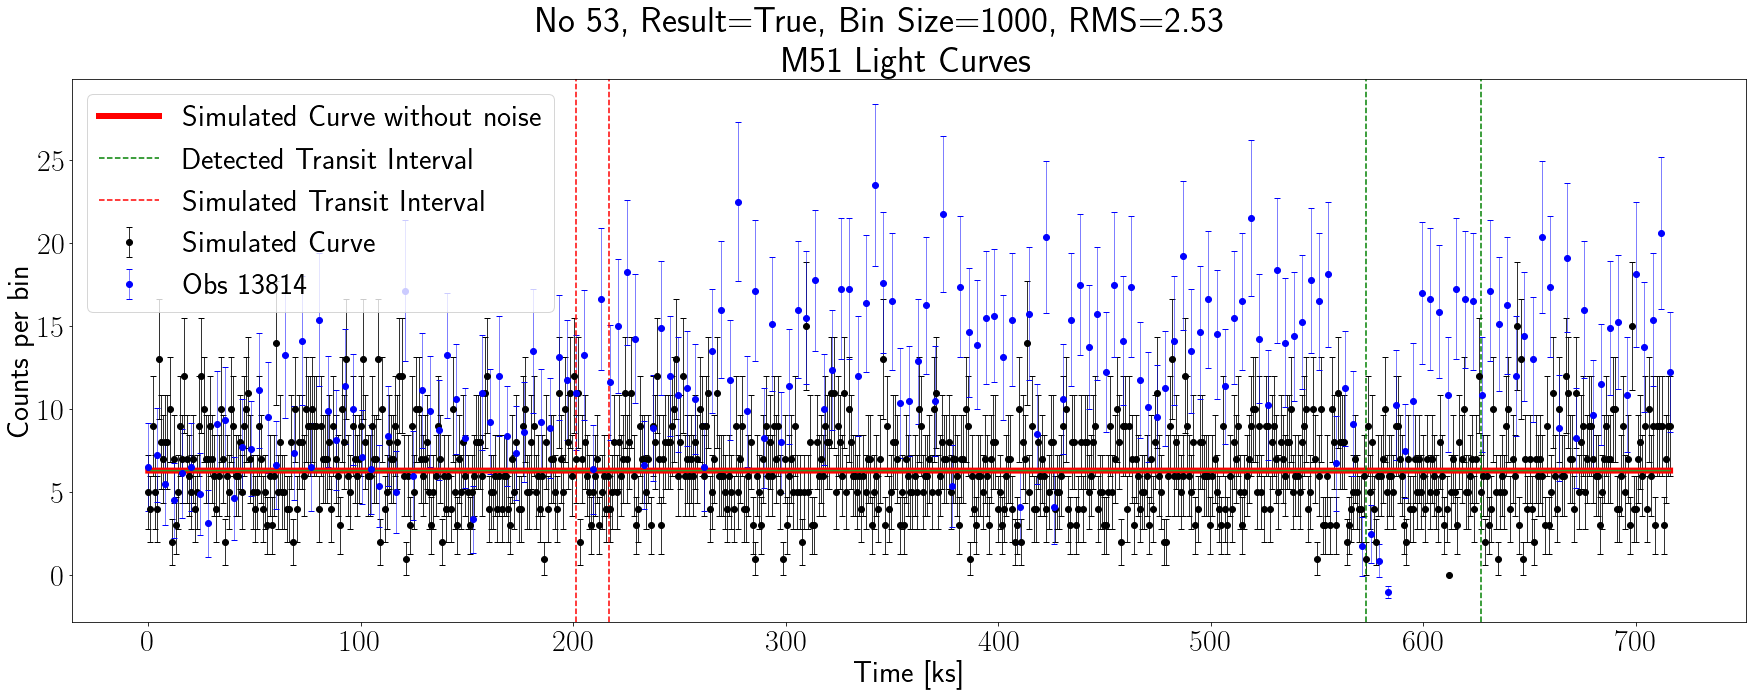 No 53, Result=True, Bin Size=1000, RMS=2.53
M51 Light Curves
Simulated Curve without noise
Detected Transit Interval
Simulated Transit Interval
Simulated Curve
Obs 13814
Counts per bin
25
20
15
10
5
0
0 100 200 300 400 500 600 700
Time [ks]